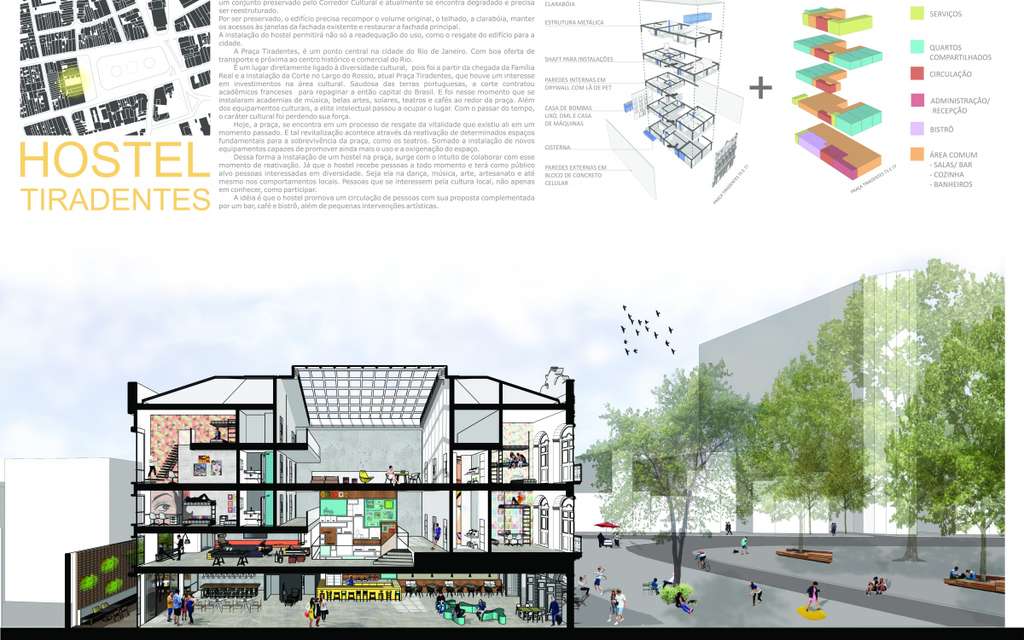 um conjunto preservado pelo Corredor Cultural e atualmente se encontra degradado e precisa
ser reestruturado.
Por ser preservado, o edifício precisa recompor o volume original, o telhado, a clarabóia, manter
os acessos às janelas da fachada existente e restaurar a fachada principal.
A instalação do hostel permitirá não só a readequação do uso, como o resgate do edifício para a
cidade.
A Praça Tiradentes, é um ponto central na cidade do Rio de Janeiro. Com boa oferta de
transporte e próxima ao centro histórico e comercial do Rio.
É um lugar diretamente ligado à diversidade cultural, pois foi a partir da chegada da Família
Real e a instalação da Corte no Largo do Rossio, atual Praça Tiradentes, que houve um interesse
em investimentos na área cultural. Saudosa das terras portuguesas, a corte contratou
acadêmicos franceses para repaginar a então capital do Brasil. E foi nesse momento que se
instalaram academias de música, belas artes, solares, teatros e cafés ao redor da praça. Além
dos equipamentos culturais, a elite intelectual passou a ocupar o lugar. Com o passar do tempo,
o caráter cultural foi perdendo sua força.
Hoje, a praça, se encontra em um processo de resgate da vitalidade que existiu ali em um
momento passado. E tal revitalização acontece através da reativação de determinados espaços
fundamentais para a sobrevivência da praça, como os teatros. Somado a instalação de novos
equipamentos capazes de promover ainda mais o uso e a oxigenação do espaço.
Dessa forma a instalação de um hostel na praça, surge com o intuito de colaborar com esse
momento de reativação. Já que o hostel recebe pessoas a todo momento e terá como público
alvo pessoas interessadas em diversidade. Seja ela na dança, música, arte, artesanato e até
mesmo nos comportamentos locais. Pessoas que se interessem pela cultura local, não apenas
em conhecer, como participar.
A idéia é que o hostel promova um circulação de pessoas com sua proposta complementada
por um bar, café e bistrô, além de pequenas intervenções artísticas.
HOSTEL
TIRADENTES
CLARABÓIA
ESTRUTURA METÁLICA
SHAFT PARA INSTALAÇÕES
PAREDES INTERNAS EM
DRYWALL COM LÃ DE PET
CASA DE BOMBAS
LIXO, DML E CASA
DE MÁQUINAS
CISTERNA
PAREDES EXTERNAS EM
BLOCO DE CONCRETO
CELULAR
PRAÇA TIRADENTES 75 E 77
+
PRAÇA TIRADENTES 75 E 77
SERVIÇOS
QUARTOS
COMPARTILHADOS
CIRCULAÇÃO
ADMINISTRAÇÃO/
RECEPÇÃO
BISTRÔ
ÁREA COMUM
- SALAS/ BAR
- COZINHA
- BANHEIROS